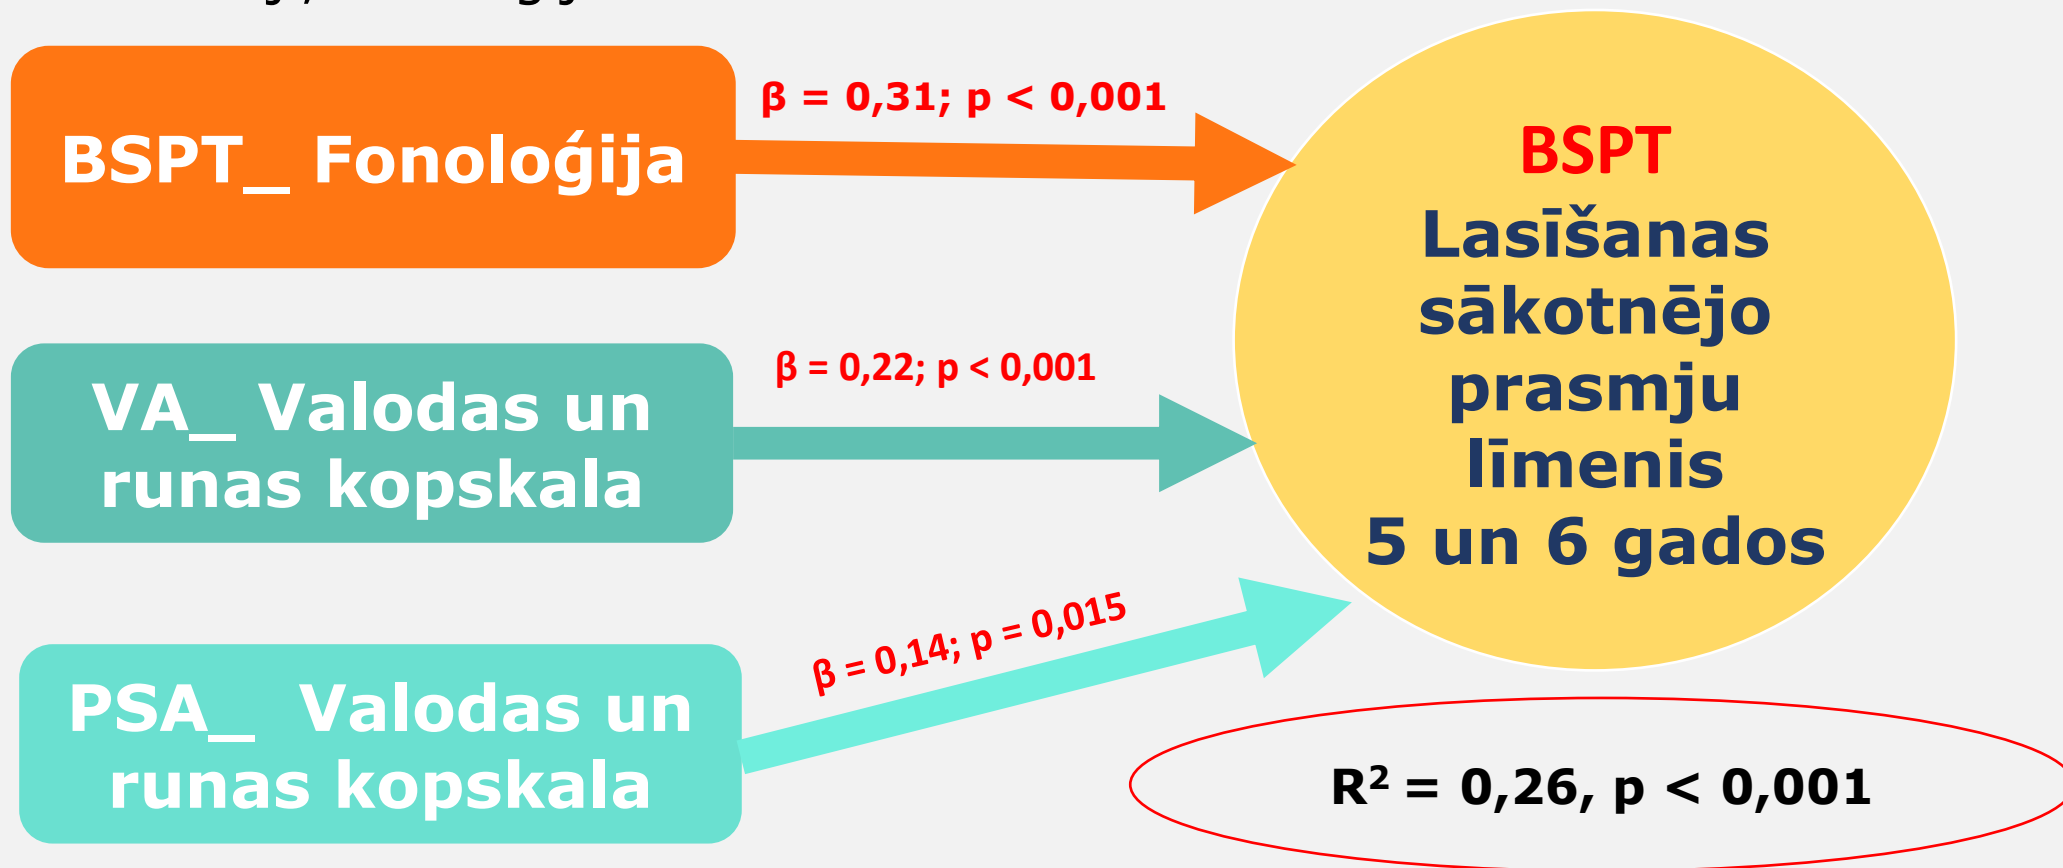 BSPT_ Fonoloģija
β = 0,31; p < 0,001
VA_ Valodas un
runas kopskala
β = 0,22; p < 0,001
PSA_ Valodas un
runas kopskala
β = 0,14; p = 0,015
BSPT
Lasīšanas
sākotnējo
prasmju
līmenis
5 un 6 gados
R² = 0,26, p < 0,001